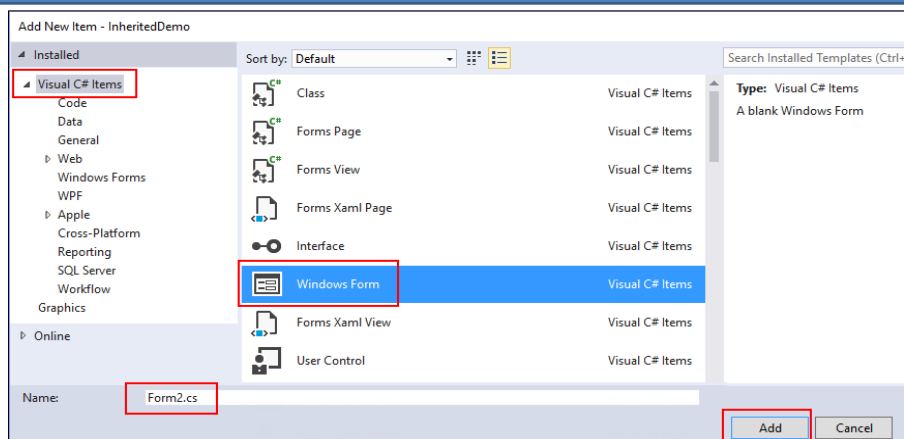 Add New Item - InheritedDemo
Installed
Sort by: Default
Search Installed Templates (Ctrl+
Visual C# Items
Code
Data
General
Web
Windows Forms
WPF
Apple
Cross-Platform
Reporting
SQL Server
Workflow
Graphics
Online
C# Class Visual C# Items
C# Forms Page Visual C# Items
C# Forms View Visual C# Items
Forms Xaml Page Visual C# Items
Interface Visual C# Items
Windows Form Visual C# Items
Forms Xaml View Visual C# Items
User Control Visual C# Items
Type: Visual C# Items
A blank Windows Form
Name: Form2.cs
Add Cancel